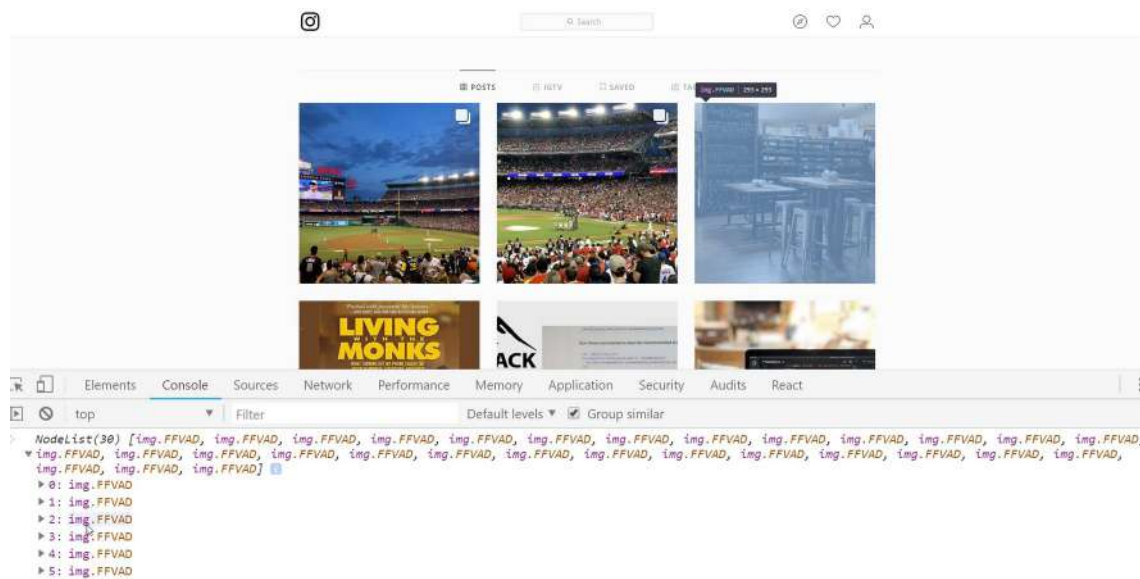 Search
POSTS IGTV SAVED
img.FFVAD 293 × 293
LIVING
WITH THE
MONKS
ACK
Elements Console Sources Network Performance Memory Application Security Audits React
top Filter Default levels Group similar
NodeList(30) [img.FFVAD, img.FFVAD, img.FFVAD, img.FFVAD, img.FFVAD, img.FFVAD, img.FFVAD, img.FFVAD, img.FFVAD, img.FFVAD, img.FFVAD, img.FFVAD, img.FFVAD
img.FFVAD, img.FFVAD, img.FFVAD, img.FFVAD, img.FFVAD, img.FFVAD, img.FFVAD, img.FFVAD, img.FFVAD, img.FFVAD, img.FFVAD, img.FFVAD, img.FFVAD, img.FFVAD,
img.FFVAD, img.FFVAD, img.FFVAD]
0: img.FFVAD
1: img.FFVAD
2: img.FFVAD
3: img.FFVAD
4: img.FFVAD
5: img.FFVAD